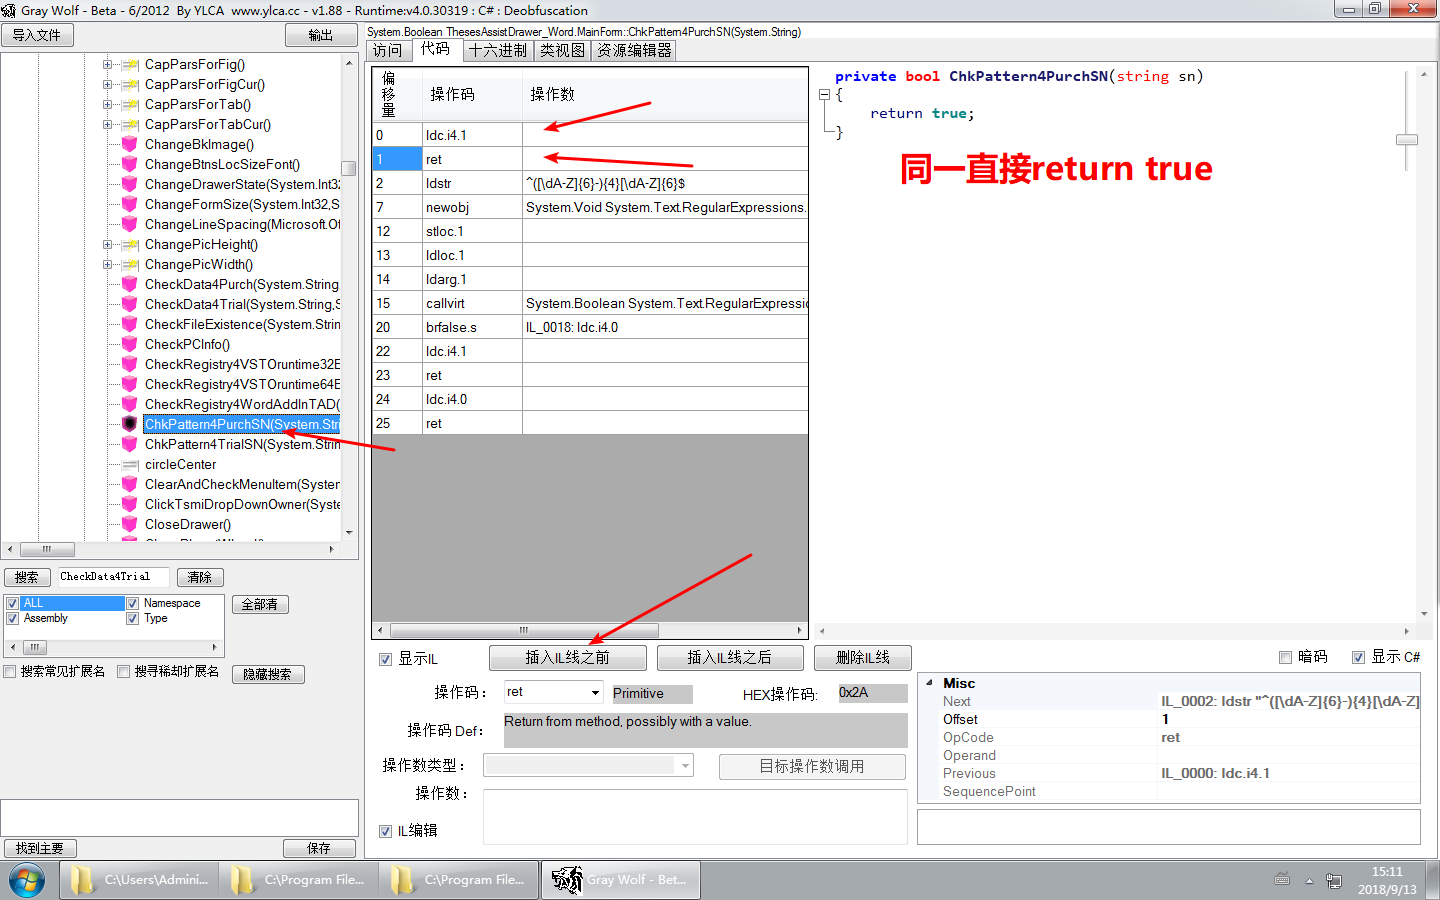 Gray Wolf - Beta - 6/2012  By YLCA  www.ylca.cc - v1.88 - Runtime:v4.0.30319 : C# : Deobfuscation
导入文件
输出
CapParsForFig()
CapParsForFigCur()
CapParsForTab()
CapParsForTabCur()
ChangeBkImage()
ChangeBtnsLocSizeFont()
ChangeDrawerState(System.Int32
ChangeFormSize(System.Int32,S
ChangeLineSpacing(Microsoft.Of
ChangePicHeight()
ChangePicWidth()
CheckData4Purch(System.String
CheckData4Trial(System.String,S
CheckFileExistence(System.Strin
CheckPCInfo()
CheckRegistry4VSTOruntime32E
CheckRegistry4VSTOruntime64E
CheckRegistry4WordAddInTAD(
ChkPattern4PurchSN(System.Stri
ChkPattern4TrialSN(System.Strin
circleCenter
ClearAndCheckMenuItem(System
ClickTsmiDropDownOwner(Syste
CloseDrawer()
搜索
CheckData4Trial
清除
ALL
Namespace
Assembly
Type
全部清
搜索常见扩展名
搜寻稀却扩展名
隐藏搜索
找到主要
保存
System.Boolean ThesesAssistDrawer_Word.MainForm::ChkPattern4PurchSN(System.String)
访问
代码
十六进制
类视图
资源编辑器
偏移量 操作码 操作数
0 ldc.i4.1
1 ret
2 ldstr ^([\dA-Z]{6}-){4}[\dA-Z]{6}$
7 newobj System.Void System.Text.RegularExpressions.
12 stloc.1
13 ldloc.1
14 ldarg.1
15 callvirt System.Boolean System.Text.RegularExpressio
20 brfalse.s IL_0018: ldc.i4.0
22 ldc.i4.1
23 ret
24 ldc.i4.0
25 ret
private bool ChkPattern4PurchSN(string sn)
{
return true;
}
同一直接return true
显示IL
插入IL线之前
插入IL线之后
删除IL线
暗码
显示 C#
操作码：
ret
Primitive
HEX操作码:
0x2A
操作码 Def：
Return from method, possibly with a value.
操作数类型：
目标操作数调用
操作数：
IL编辑
Misc
Next IL_0002: ldstr "^([\dA-Z]{6}-){4}[\dA-Z]
Offset 1
OpCode ret
Operand
Previous IL_0000: ldc.i4.1
SequencePoint
C:\Users\Admini...
C:\Program File...
C:\Program File...
Gray Wolf - Bet...
15:11
2018/9/13